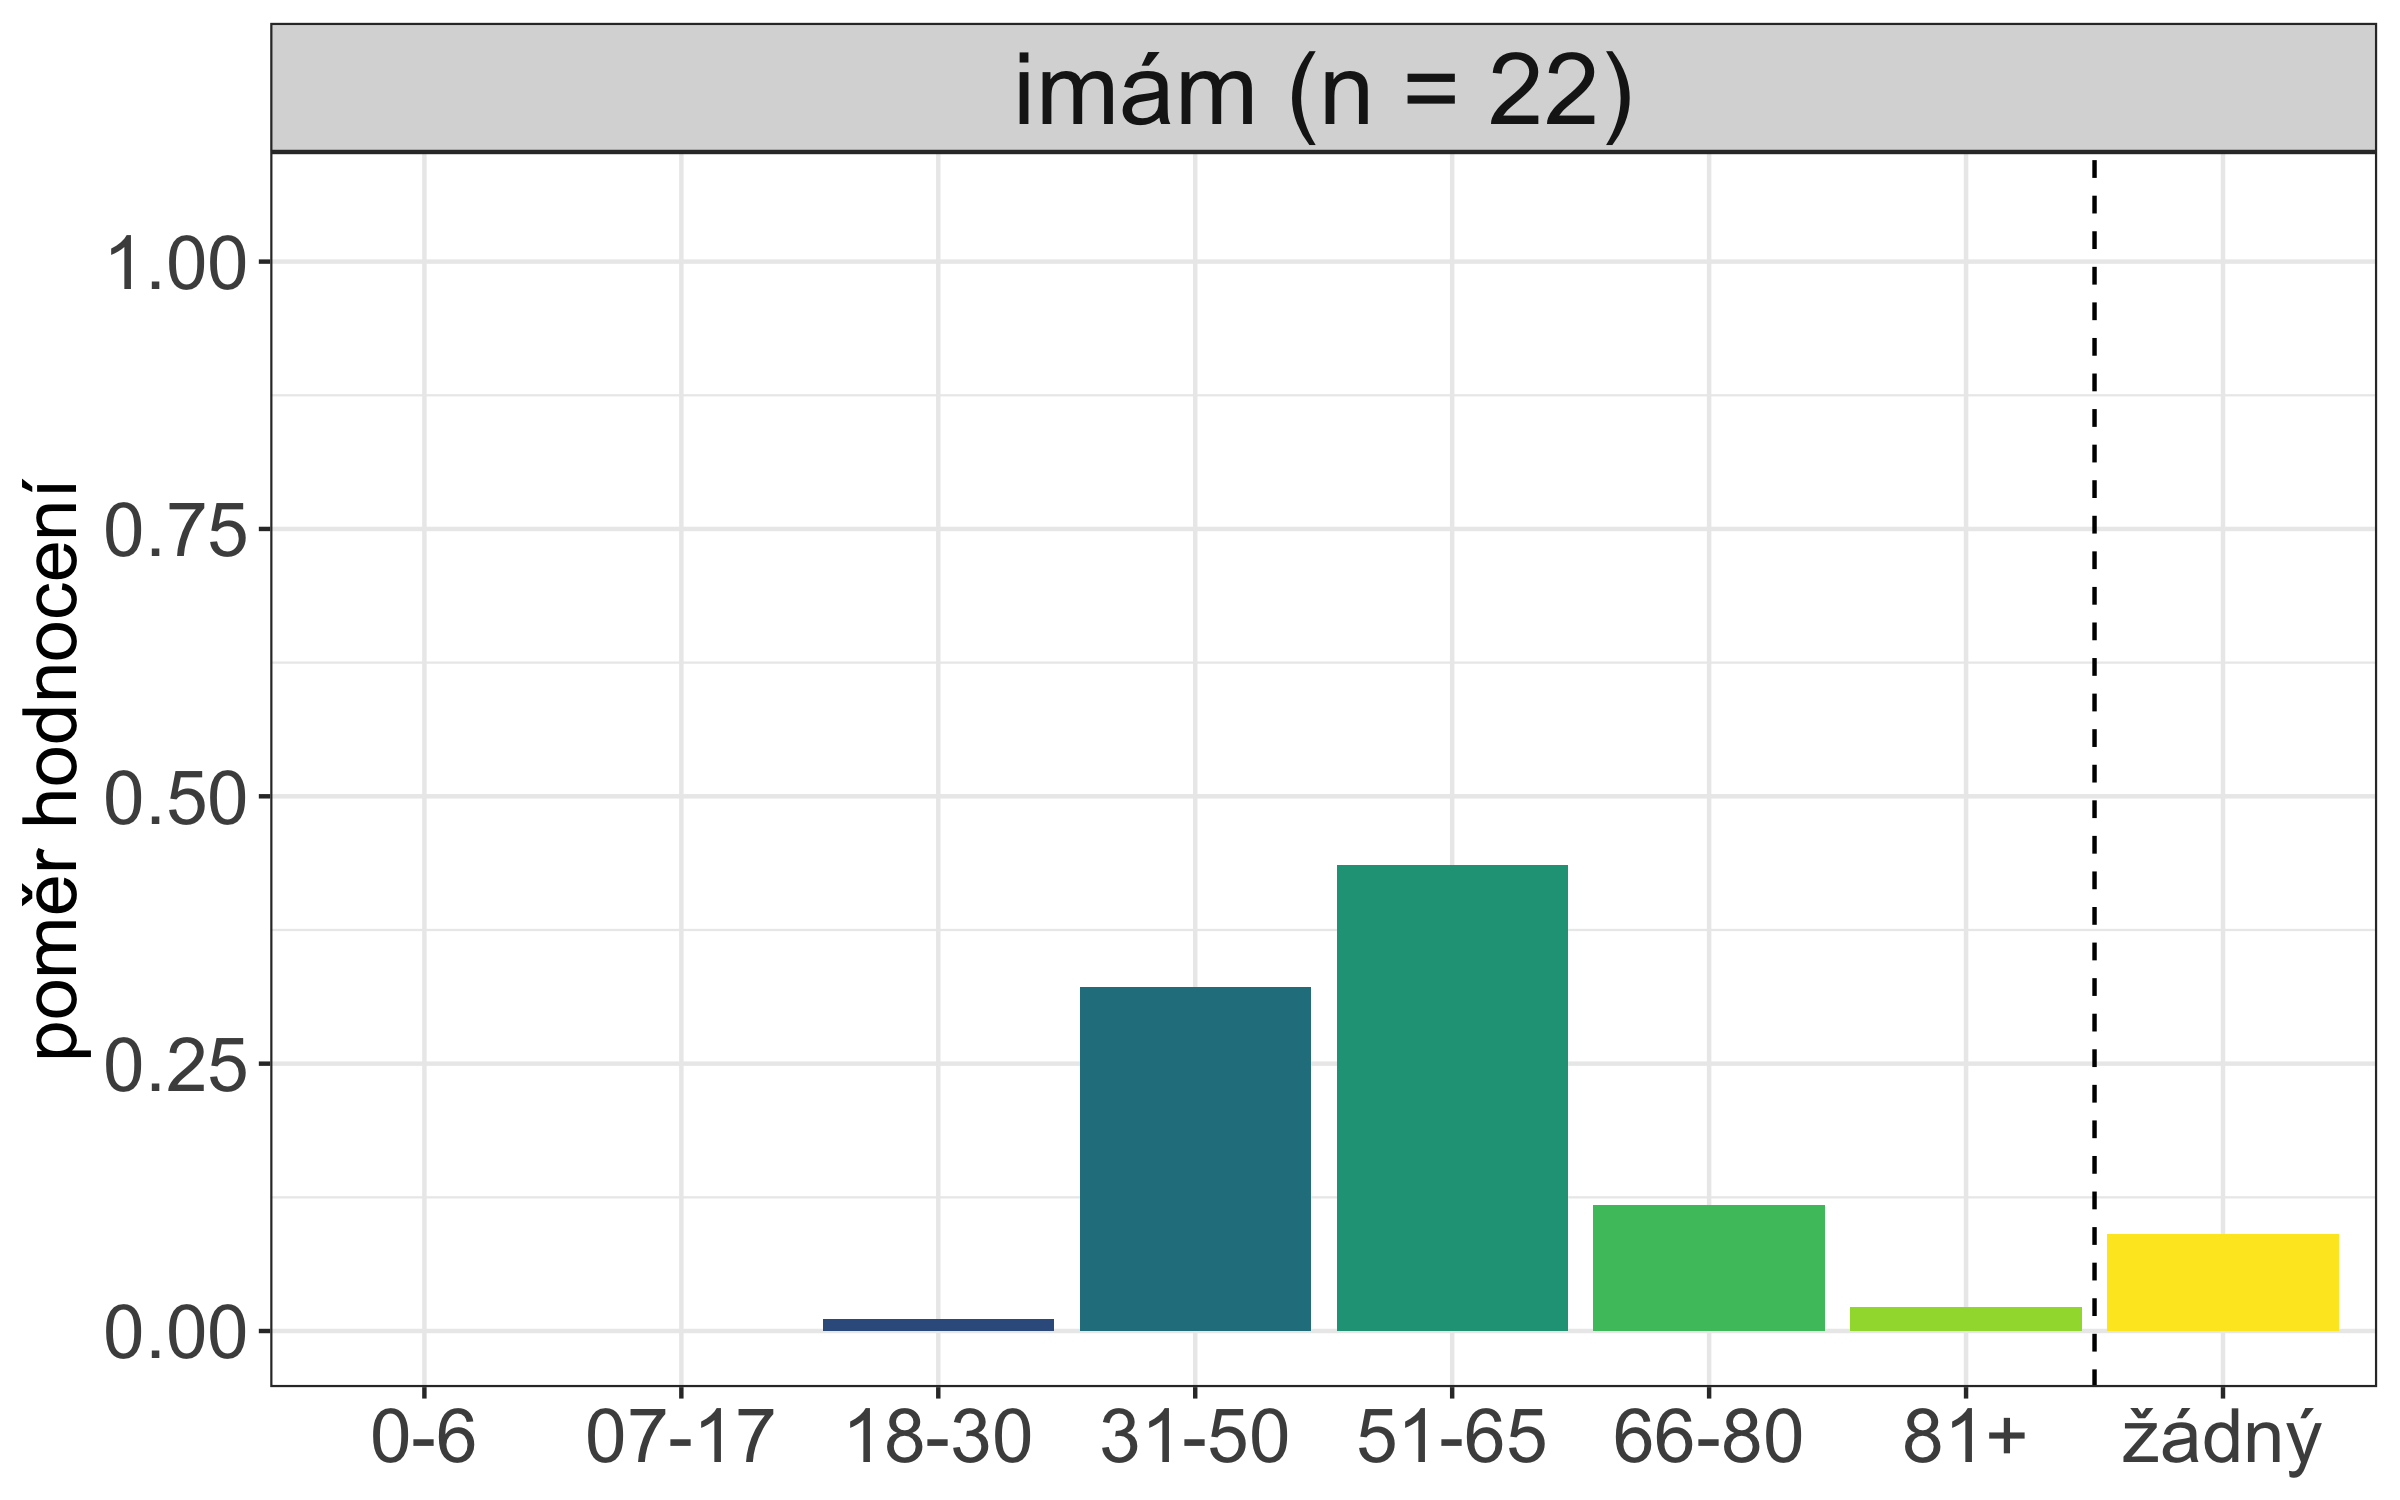 imám (n = 22)
poměr hodnocení
1.00
0.75
0.50
0.25
0.00
0-6 07-17 18-30 31-50 51-65 66-80 81+ žádný